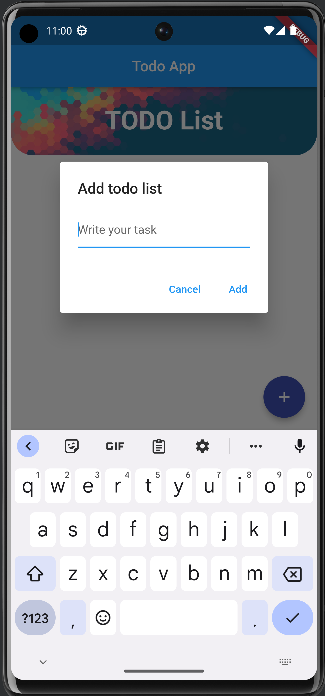 11:00
DEBUG
Todo App
TODO List
Add todo list
Write your task
Cancel Add
+
GIF
q1 w2 e3 r4 t5 y6 u7 i8 o9 p0
a s d f g h j k l
z x c v b n m
?123 , .